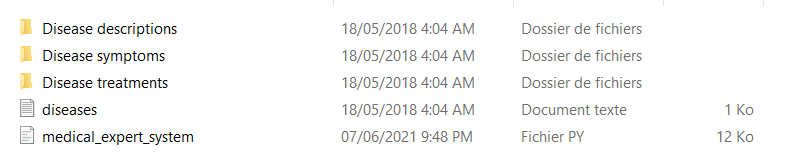 Disease descriptions 18/05/2018 4:04 AM Dossier de fichiers
Disease symptoms 18/05/2018 4:04 AM Dossier de fichiers
Disease treatments 18/05/2018 4:04 AM Dossier de fichiers
diseases 18/05/2018 4:04 AM Document texte 1 Ko
medical_expert_system 07/06/2021 9:48 PM Fichier PY 12 Ko